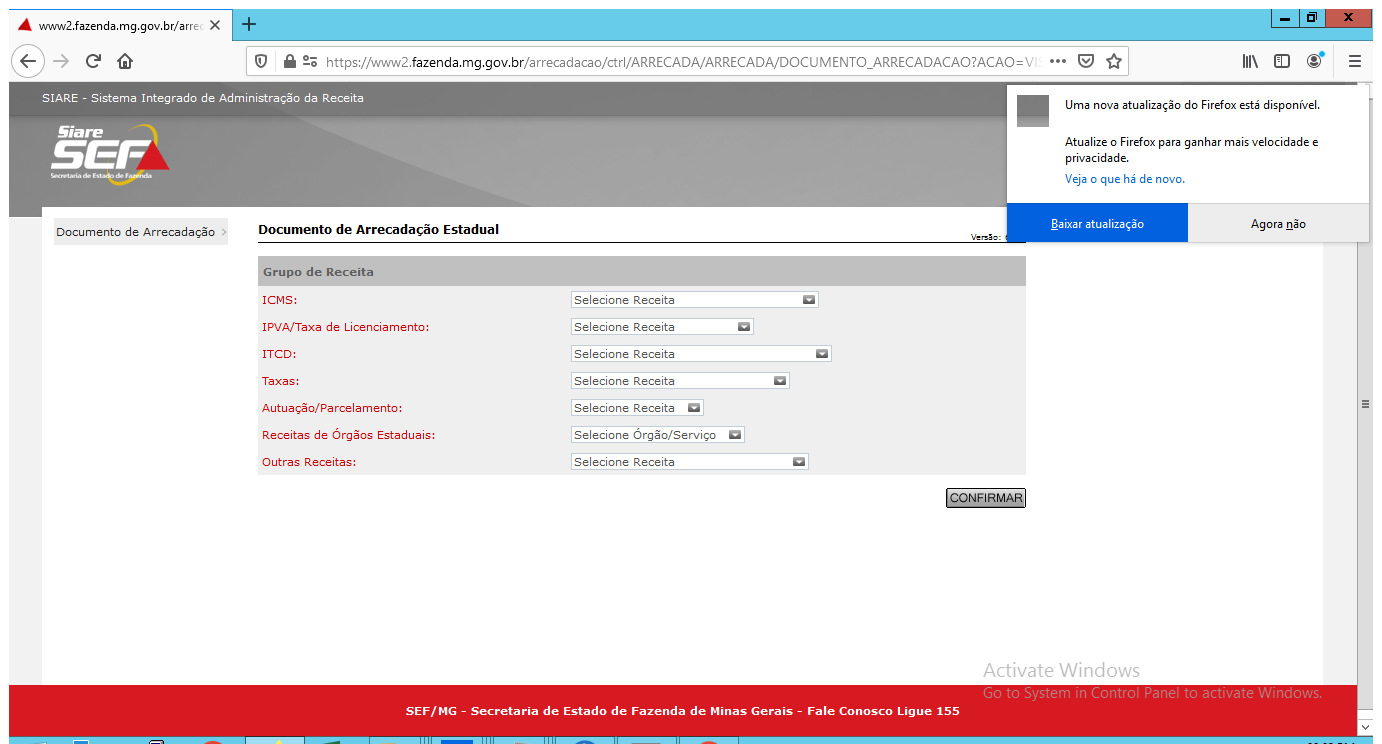 www2.fazenda.mg.gov.br/arrec
https://www2.fazenda.mg.gov.br/arrecadacao/ctrl/ARRECADA/ARRECADA/DOCUMENTO_ARRECADACAO?ACAO=VI
SIARE - Sistema Integrado de Administração da Receita
Uma nova atualização do Firefox está disponível.
Atualize o Firefox para ganhar mais velocidade e
privacidade.
Veja o que há de novo.
Baixar atualização
Agora não
Siare
SEF
Secretaria de Estado de Fazenda
Documento de Arrecadação >
Documento de Arrecadação Estadual
Versão:
Grupo de Receita
ICMS: Selecione Receita
IPVA/Taxa de Licenciamento: Selecione Receita
ITCD: Selecione Receita
Taxas: Selecione Receita
Autuação/Parcelamento: Selecione Receita
Receitas de Órgãos Estaduais: Selecione Órgão/Serviço
Outras Receitas: Selecione Receita
CONFIRMAR
Activate Windows
Go to System in Control Panel to activate Windows.
SEF/MG - Secretaria de Estado de Fazenda de Minas Gerais - Fale Conosco Ligue 155